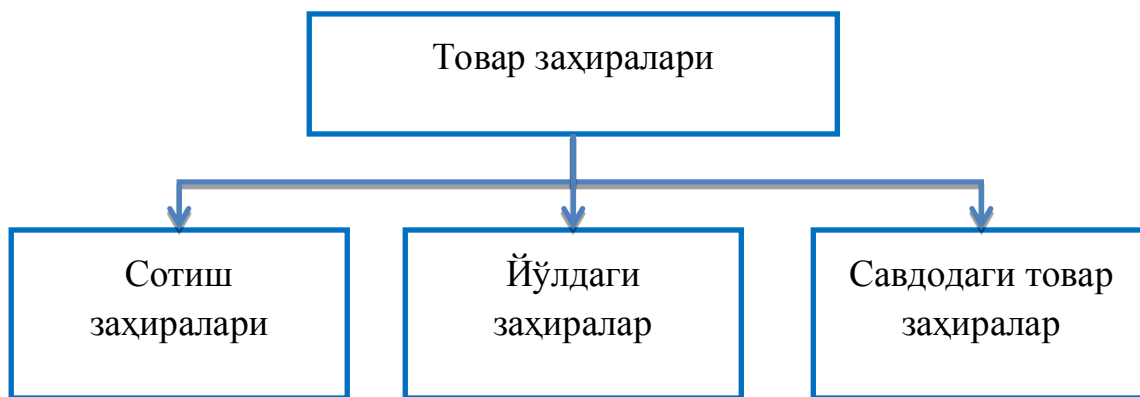 Товар заҳиралари
Сотиш
заҳиралари
Йўлдаги
заҳиралар
Савдодаги товар
заҳиралар